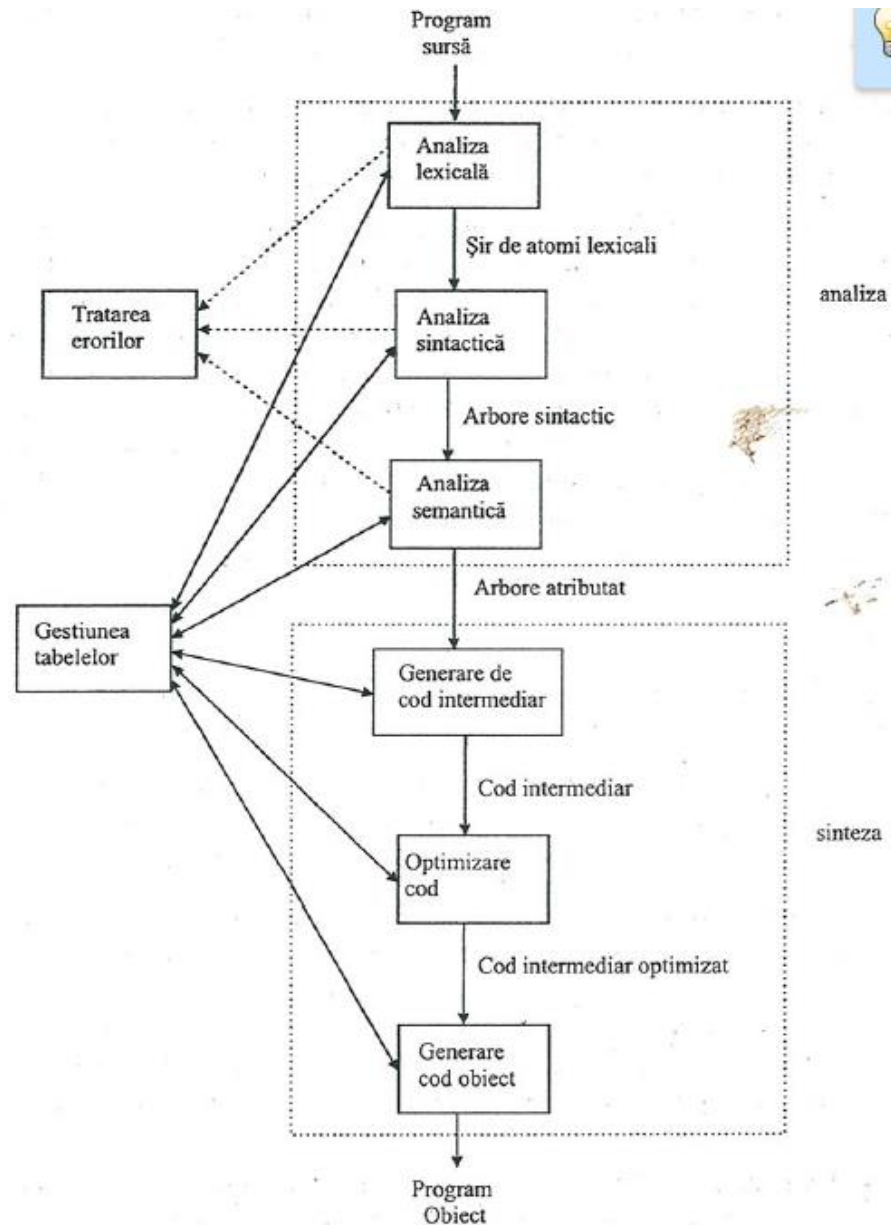 Program
sursă
Analiza
lexicală
Şir de atomi lexicali
analiza
Tratarea
erorilor
Analiza
sintactică
Arbore sintactic
Analiza
semantică
Arbore atributat
Gestiunea
tabelelor
Generare de
cod intermediar
Cod intermediar
sinteza
Optimizare
cod
Cod intermediar optimizat
Generare
cod obiect
Program
Obiect